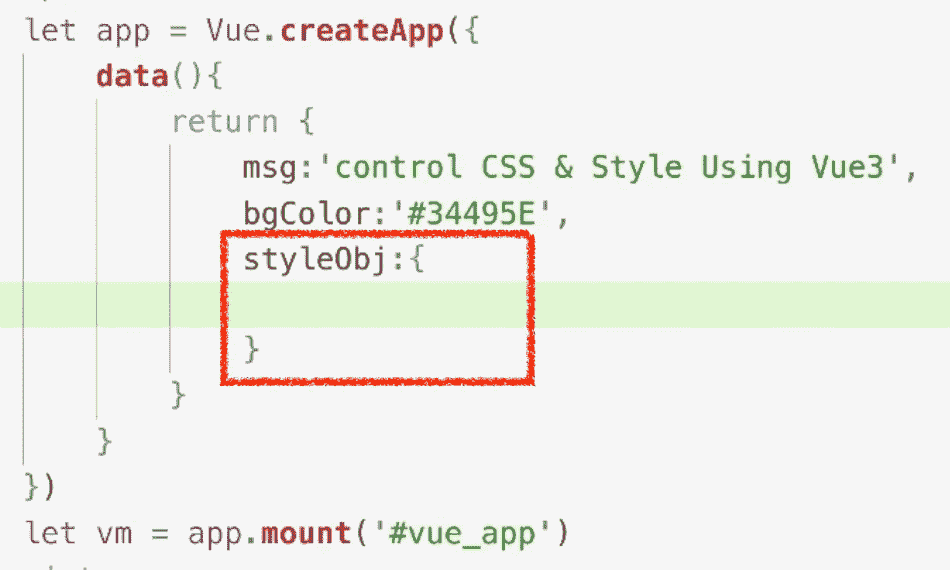 let app = Vue.createApp({
data(){
return {
msg:'control CSS & Style Using Vue3',
bgColor:'#34495E',
styleObj:{
}
}
}
})
let vm = app.mount('#vue_app')